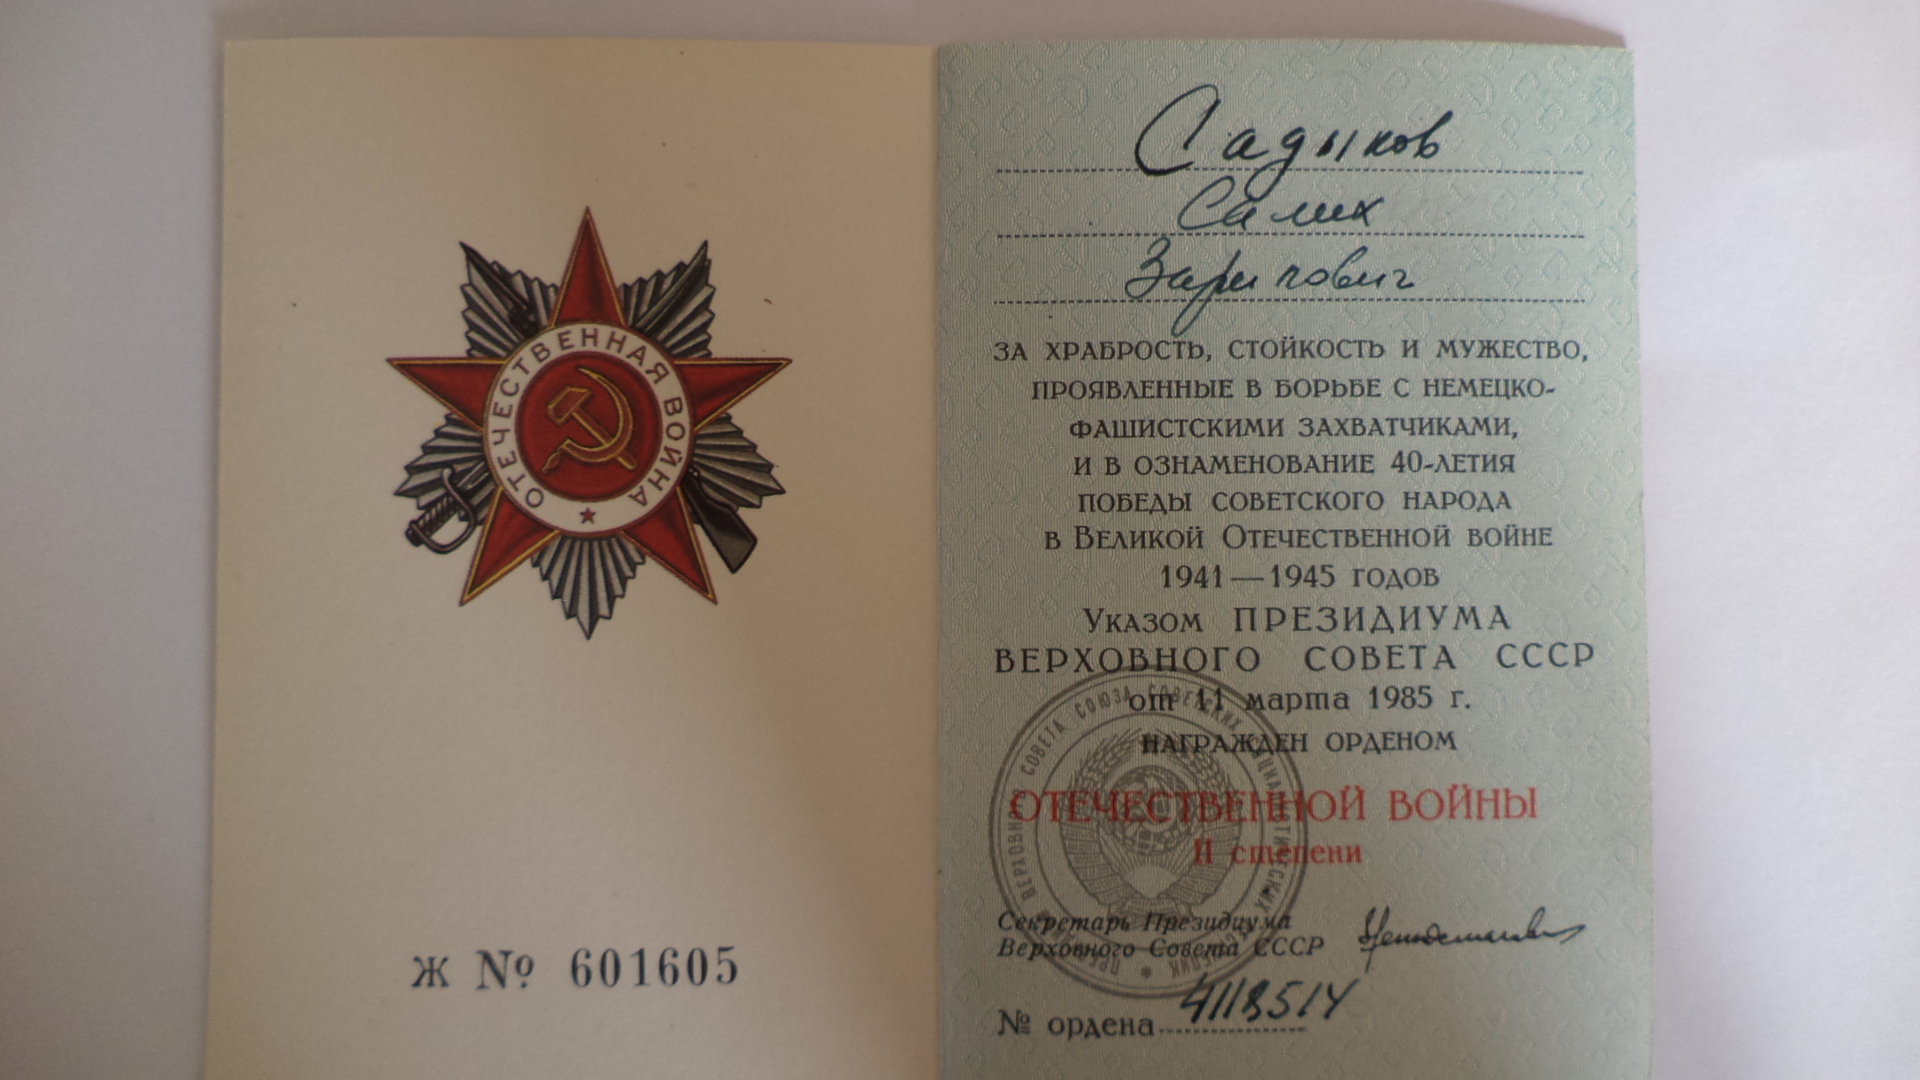 ОТЕЧЕСТВЕННАЯ ВОЙНА
Ж № 601605
Садыков
Салих
Зарипович
ЗА ХРАБРОСТЬ, СТОЙКОСТЬ И МУЖЕСТВО,
ПРОЯВЛЕННЫЕ В БОРЬБЕ С НЕМЕЦКО-
ФАШИСТСКИМИ ЗАХВАТЧИКАМИ,
И В ОЗНАМЕНОВАНИЕ 40-ЛЕТИЯ
ПОБЕДЫ СОВЕТСКОГО НАРОДА
В ВЕЛИКОЙ ОТЕЧЕСТВЕННОЙ ВОЙНЕ
1941—1945 ГОДОВ
УКАЗОМ ПРЕЗИДИУМА
ВЕРХОВНОГО СОВЕТА СССР
от 11 марта 1985 г.
НАГРАЖДЕН ОРДЕНОМ
ОТЕЧЕСТВЕННОЙ ВОЙНЫ
II степени
Секретарь Президиума
Верховного Совета СССР
№ ордена 4118514